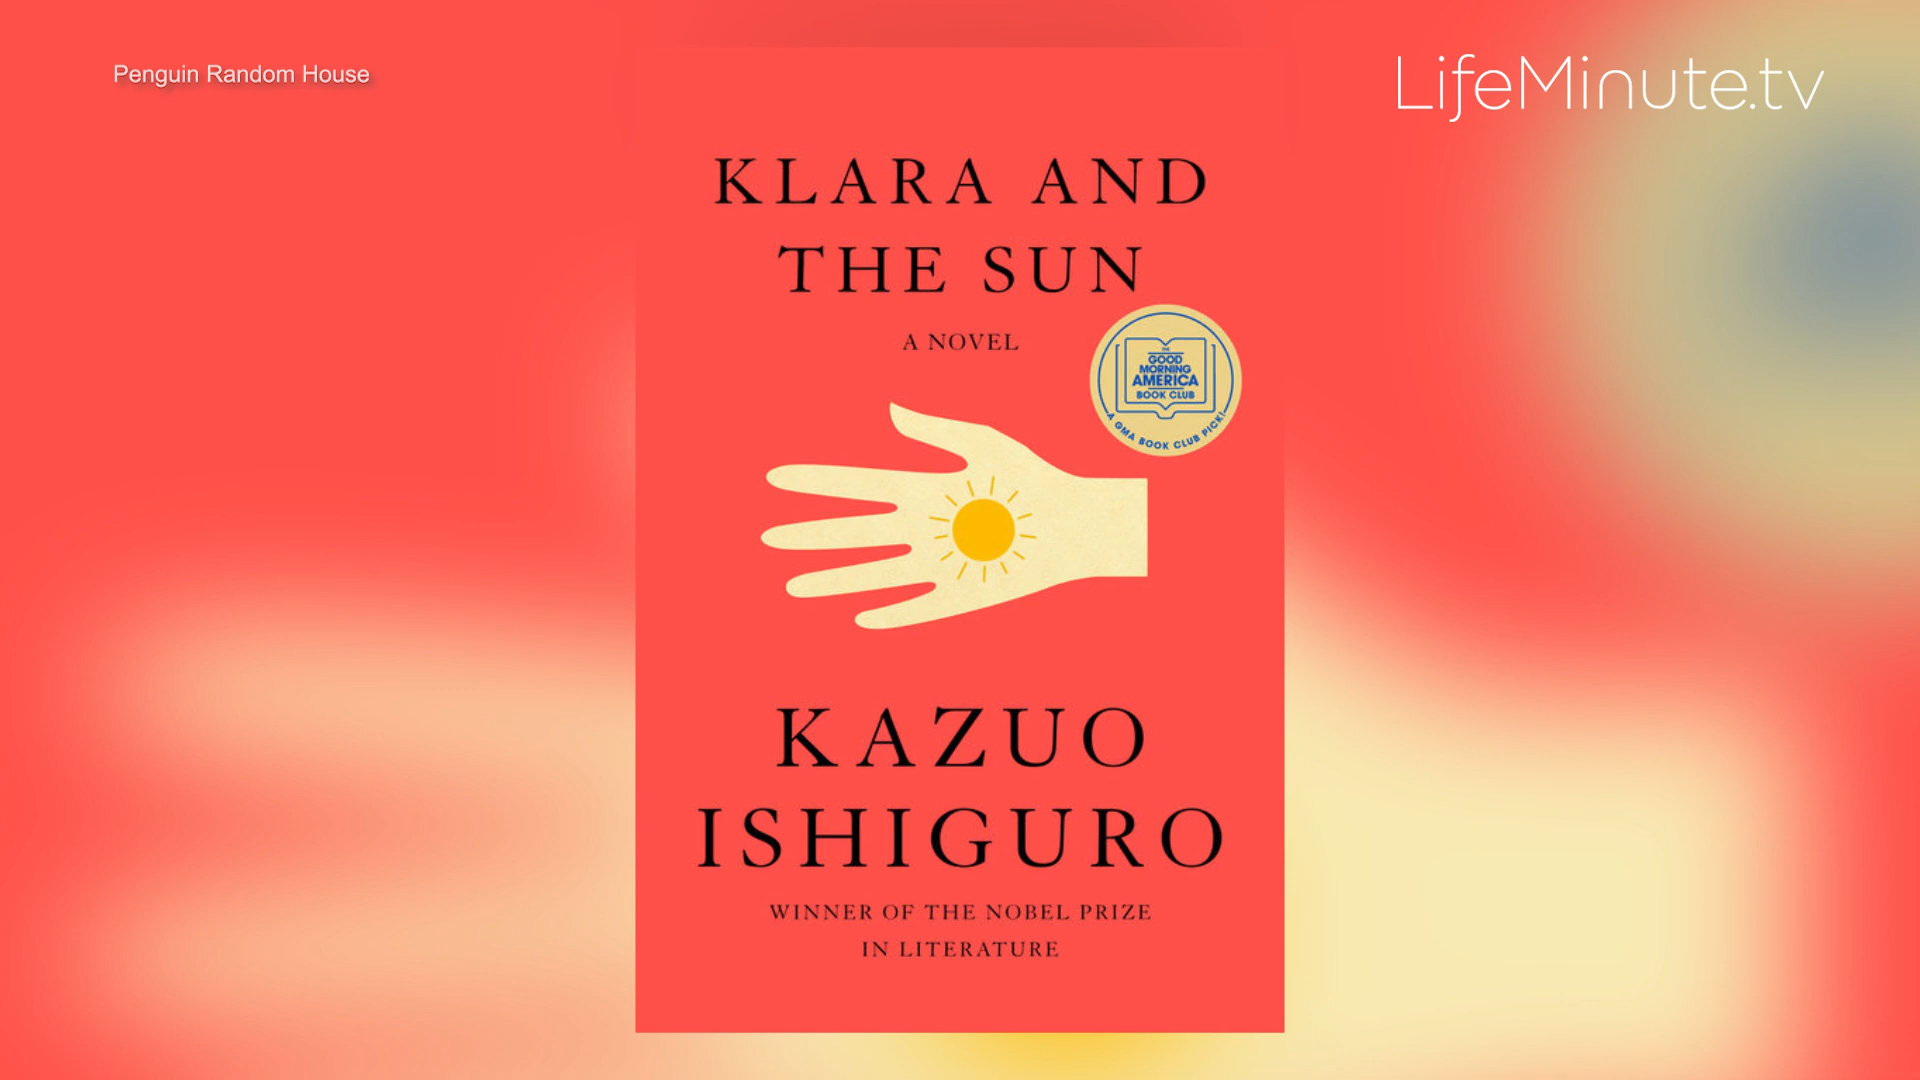 Penguin Random House
LifeMinute.tv
KLARA AND
THE SUN
A NOVEL
THE
GOOD
MORNING
AMERICA
BOOK CLUB
A GMA BOOK CLUB PICK!
KAZUO
ISHIGURO
WINNER OF THE NOBEL PRIZE
IN LITERATURE